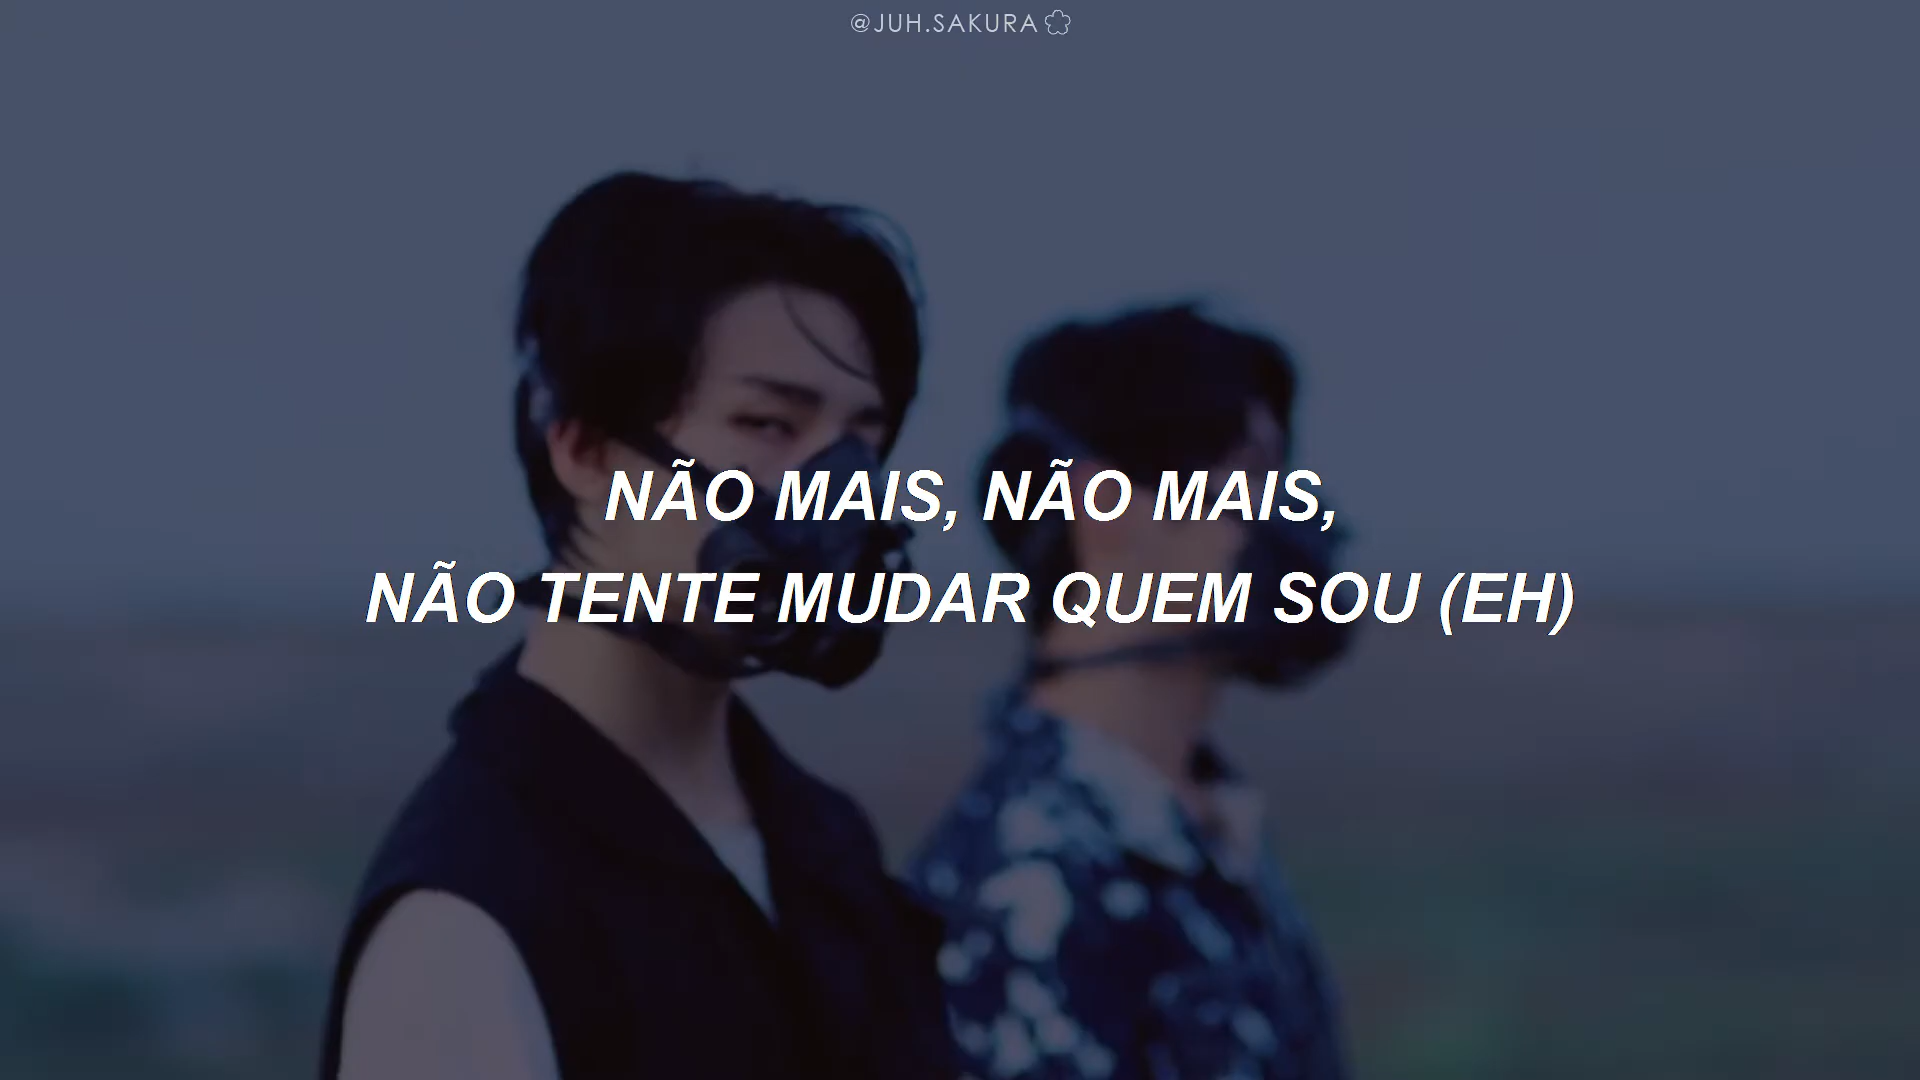 @JUH.SAKURA
NÃO MAIS, NÃO MAIS,
NÃO TENTE MUDAR QUEM SOU (EH)